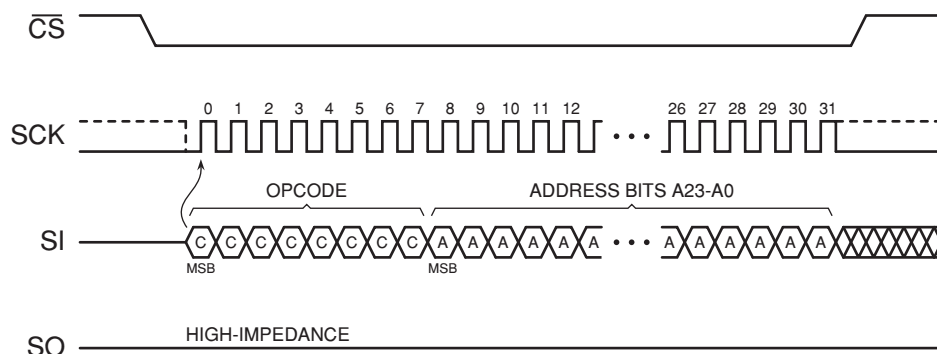 CS
0 1 2 3 4 5 6 7 8 9 10 11 12 26 27 28 29 30 31
SCK
OPCODE ADDRESS BITS A23-A0
SI C C C C C C C C A A A A A A A A A A A A
MSB MSB
HIGH-IMPEDANCE
SO